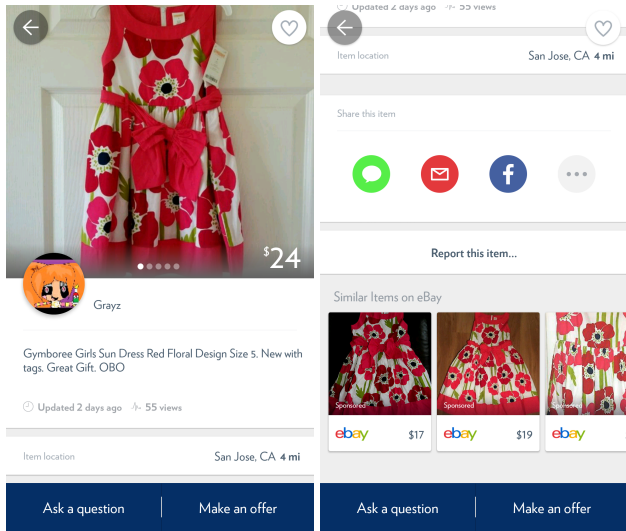 $24
Grayz
Gymboree Girls Sun Dress Red Floral Design Size 5. New with
tags. Great Gift. OBO
Updated 2 days ago 55 views
Item location San Jose, CA 4 mi
Ask a question Make an offer
Updated 2 days ago 55 views
Item location San Jose, CA 4 mi
Share this item
Report this item...
Similar Items on eBay
Sponsored Sponsored Sponsored
ebay $17 ebay $19 ebay
Ask a question Make an offer